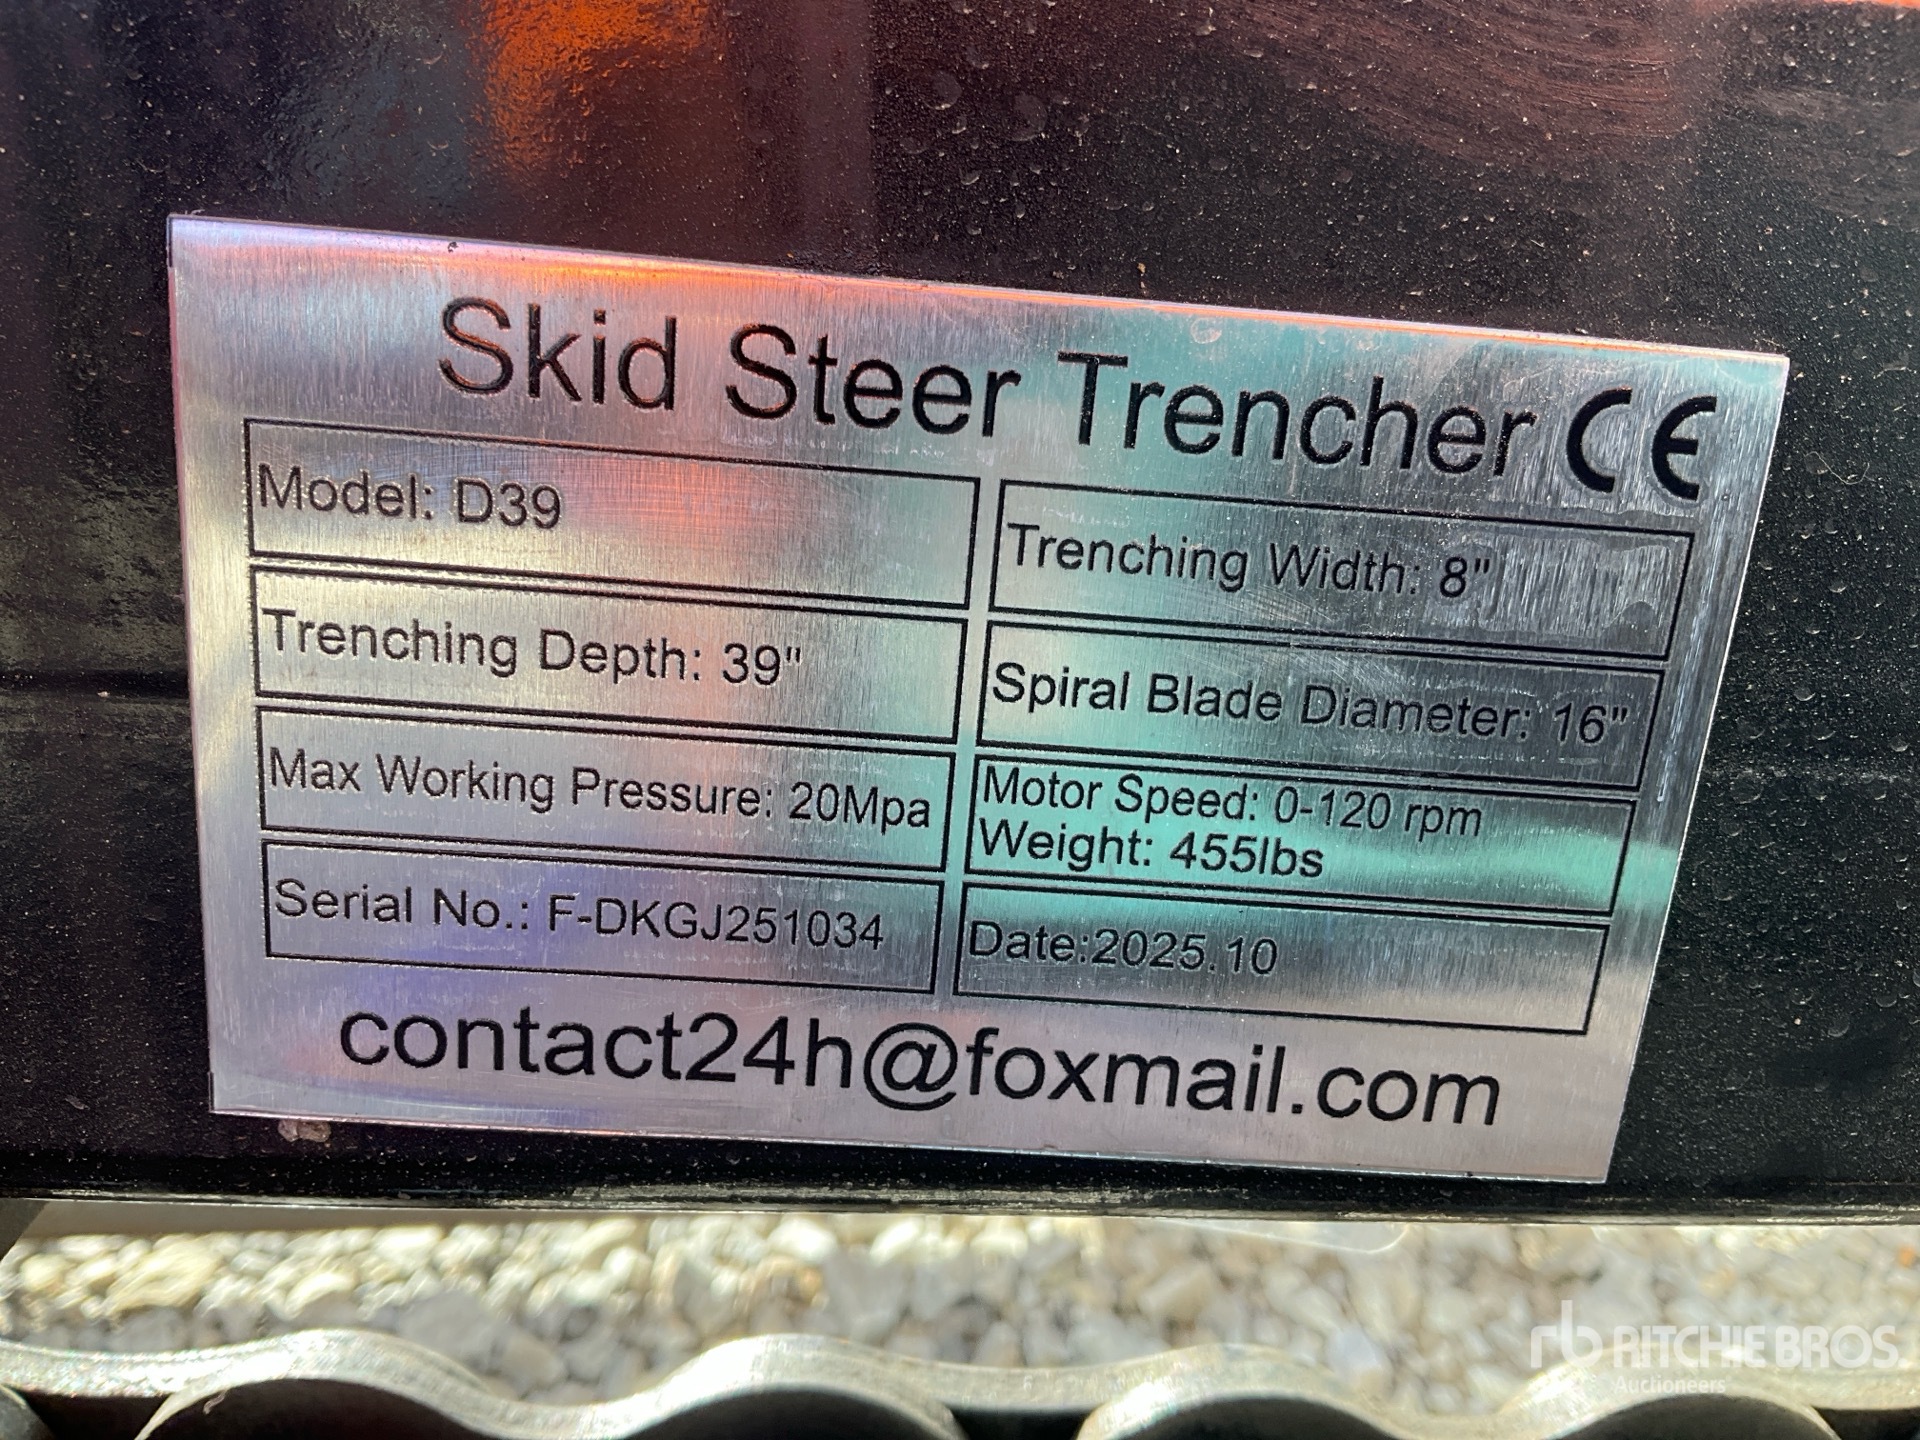 Skid Steer Trencher CE
Model: D39
Trenching Width: 8"
Trenching Depth: 39"
Spiral Blade Diameter: 16"
Max Working Pressure: 20Mpa
Motor Speed: 0-120 rpm
Weight: 455lbs
Serial No.: F-DKGJ251034
Date:2025.10
contact24h@foxmail.com
rb RITCHIE BROS.
Auctioneers